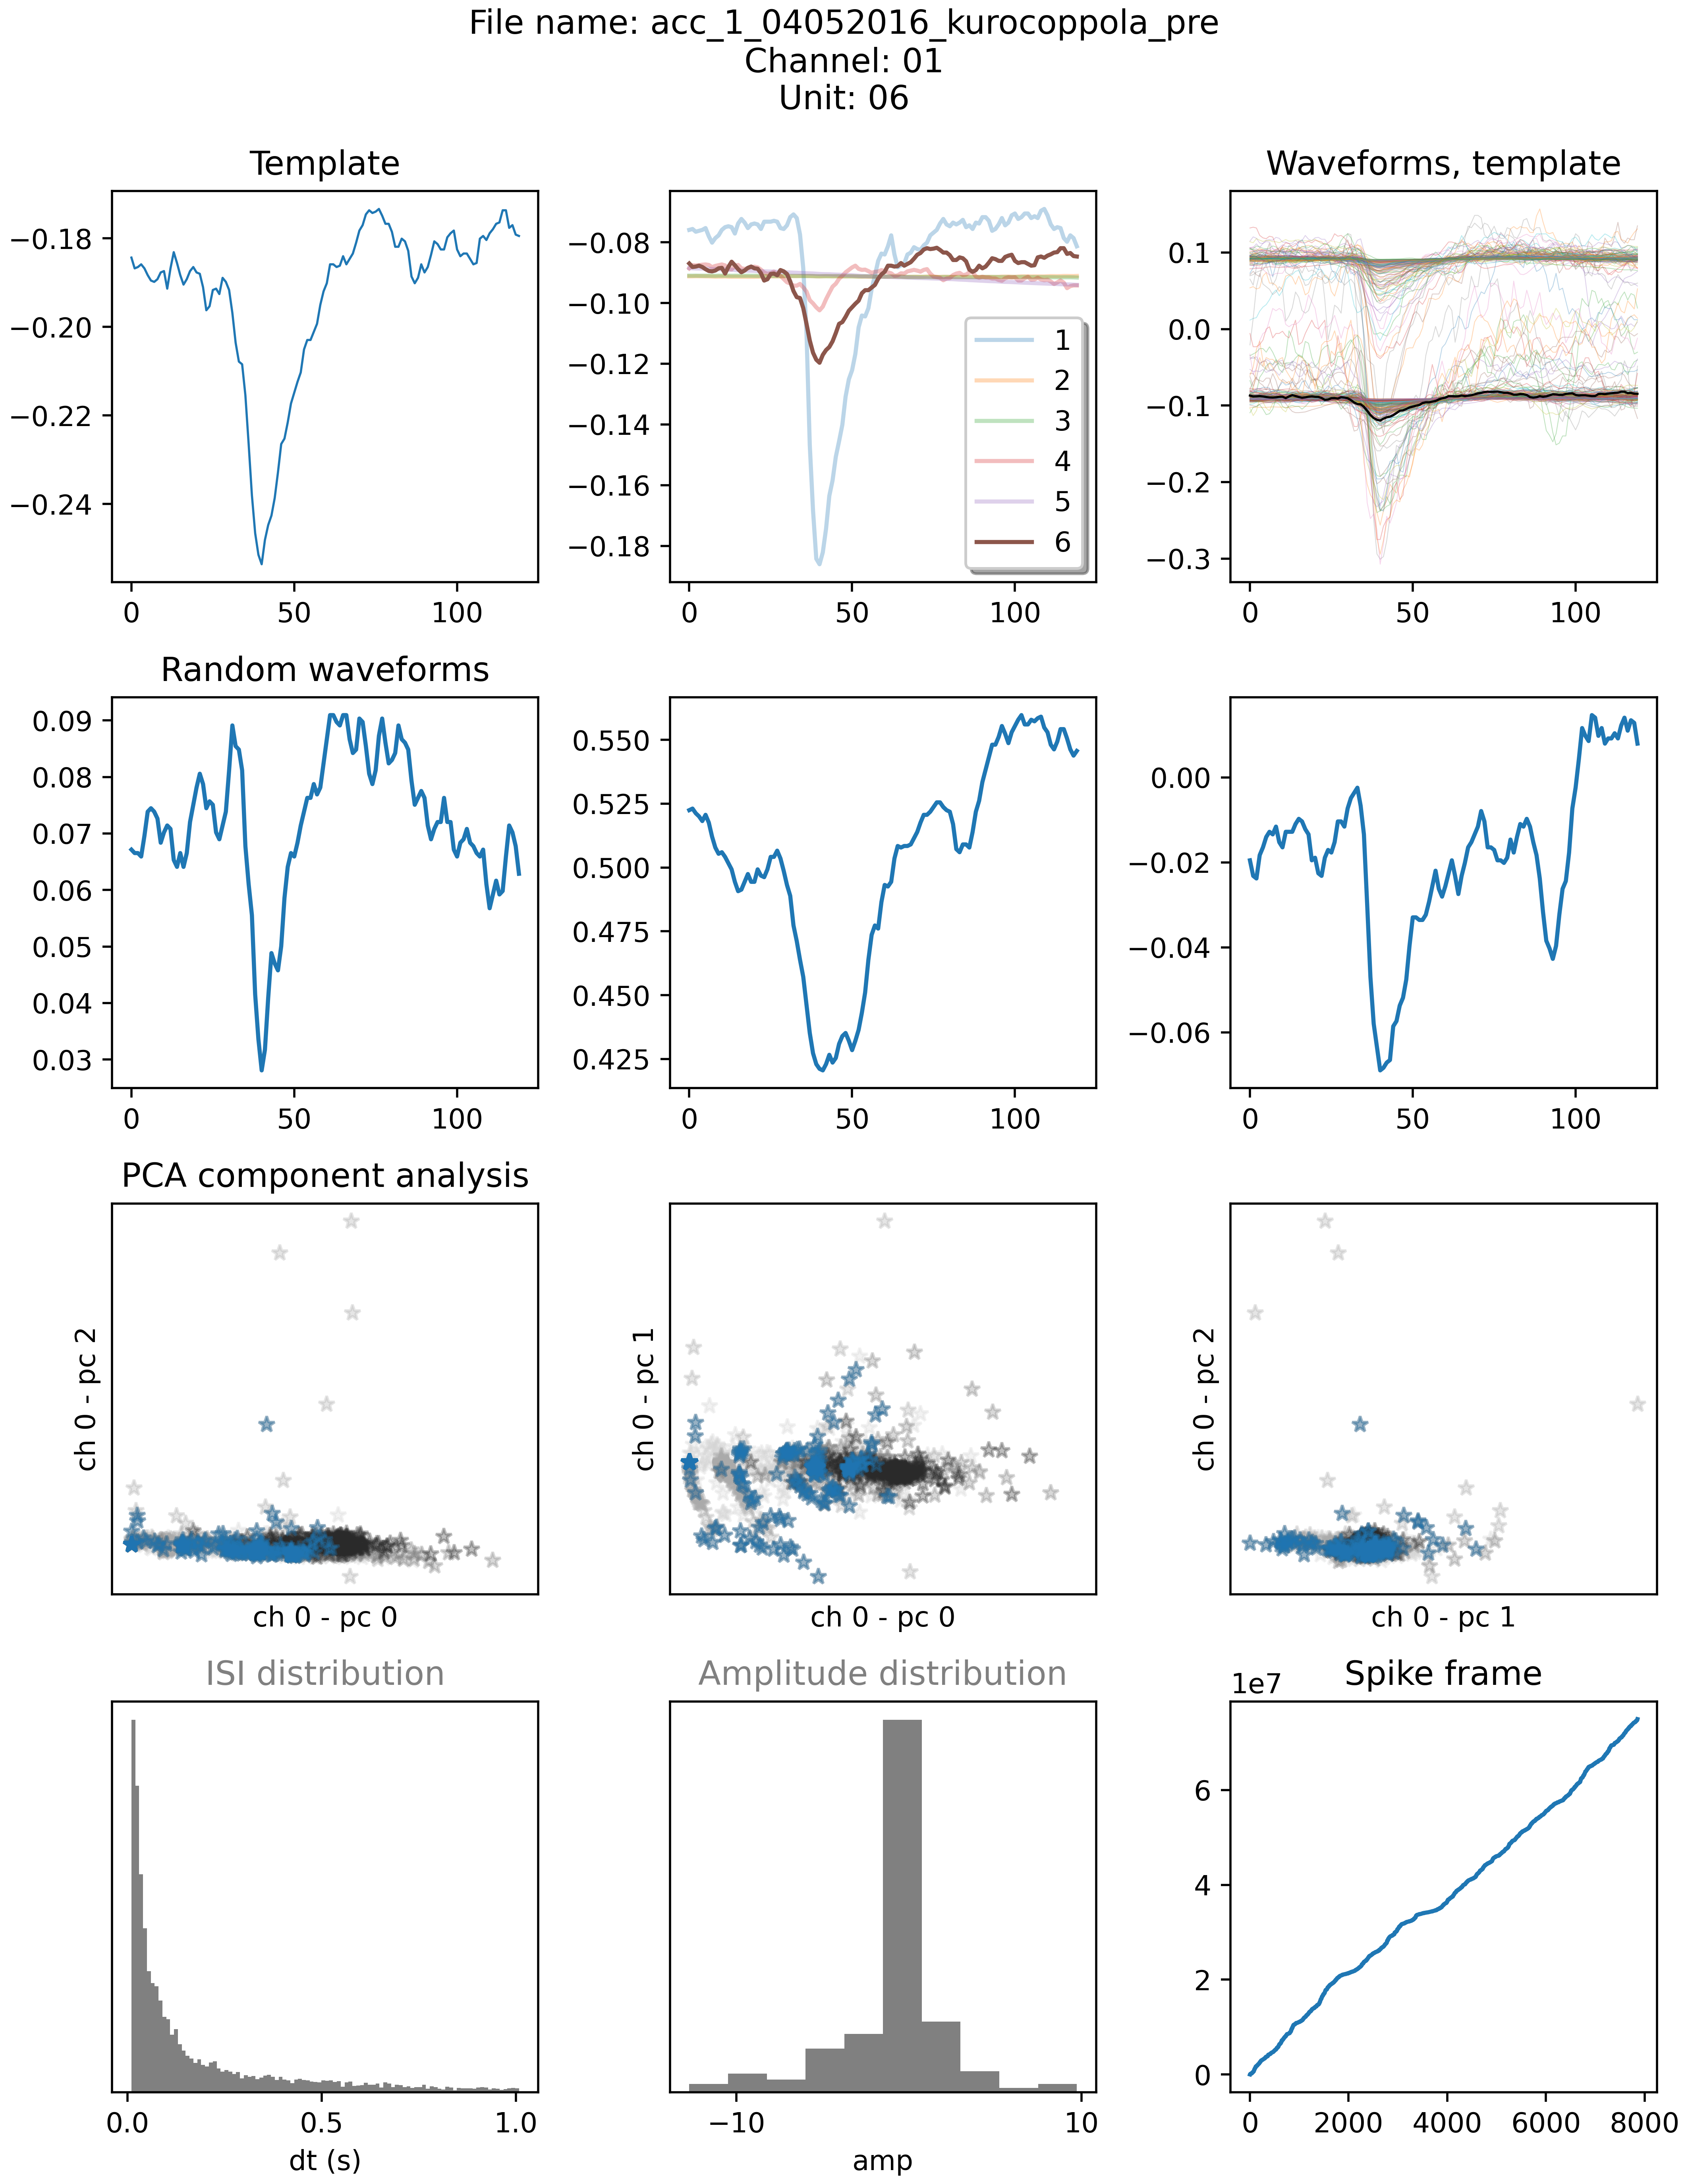 File name: acc_1_04052016_kurocoppola_pre
Channel: 01
Unit: 06
Template
Waveforms, template
−0.18
−0.20
−0.22
−0.24
0 50 100
−0.08
−0.10
−0.12
−0.14
−0.16
−0.18
1
2
3
4
5
6
0 50 100
0.1
0.0
−0.1
−0.2
−0.3
0 50 100
Random waveforms
0.09
0.08
0.07
0.06
0.05
0.04
0.03
0 50 100
0.550
0.525
0.500
0.475
0.450
0.425
0 50 100
0.00
−0.02
−0.04
−0.06
0 50 100
PCA component analysis
ch 0 - pc 2
ch 0 - pc 0
ch 0 - pc 1
ch 0 - pc 0
ch 0 - pc 2
ch 0 - pc 1
ISI distribution
0.0 0.5 1.0
dt (s)
Amplitude distribution
−10 10
amp
Spike frame
1e7
6
4
2
0
0 2000 4000 6000 8000